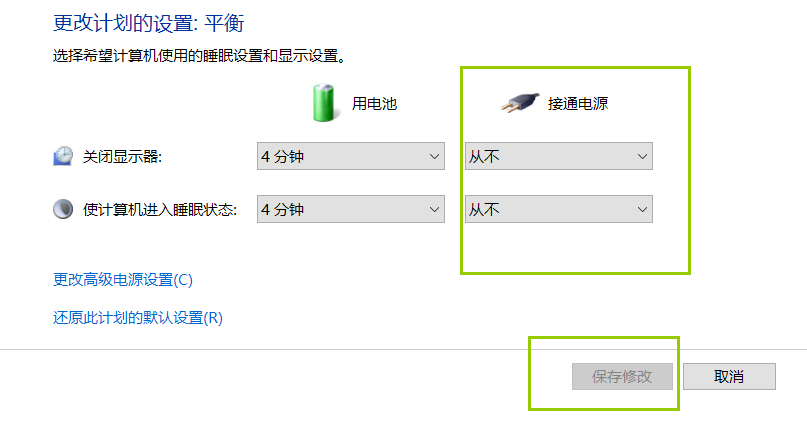 更改计划的设置: 平衡
选择希望计算机使用的睡眠设置和显示设置。
用电池 接通电源
关闭显示器: 4 分钟 从不
使计算机进入睡眠状态: 4 分钟 从不
更改高级电源设置(C)
还原此计划的默认设置(R)
保存修改 取消